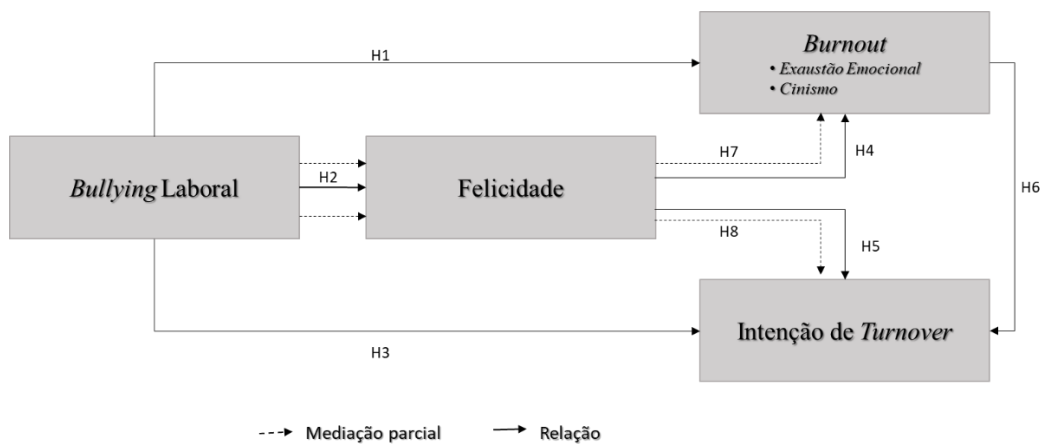 H1
Burnout
• Exaustão Emocional
• Cinismo
Bullying Laboral
H2
Felicidade
H7
H4
H6
H8
H5
Intenção de Turnover
H3
Mediação parcial
Relação